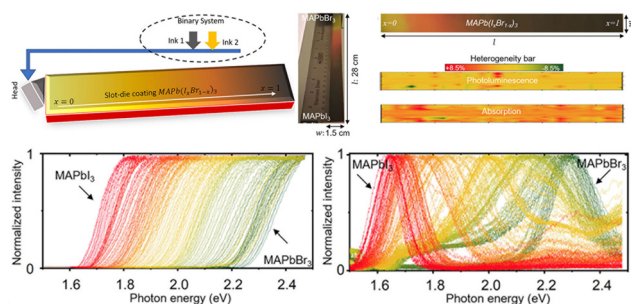 Binary System
Ink 1 Ink 2
Head
x = 0
x = 1
Slot-die coating MAPb(IxBr1-x)3
MAPbBr3
MAPbI3
l: 28 cm
w: 1.5 cm
x=0
MAPb(IxBr1-x)3
x=l
l
Heterogeneity bar
+8.5% -8.5%
Photoluminescence
Absorption
Normalized intensity
1
0
MAPbI3
MAPbBr3
1.6 1.8 2.0 2.2 2.4
Photon energy (eV)
Normalized intensity
1
0
MAPbI3
MAPbBr3
1.6 1.8 2.0 2.2 2.4
Photon energy (eV)